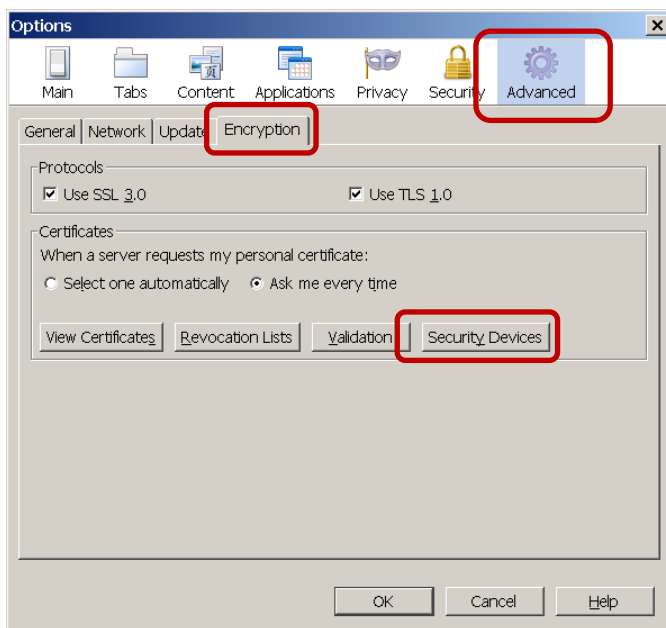 Options
Main Tabs Content Applications Privacy Security Advanced
General Network Update Encryption
Protocols
Use SSL 3.0 Use TLS 1.0
Certificates
When a server requests my personal certificate:
Select one automatically Ask me every time
View Certificates Revocation Lists Validation Security Devices
OK Cancel Help